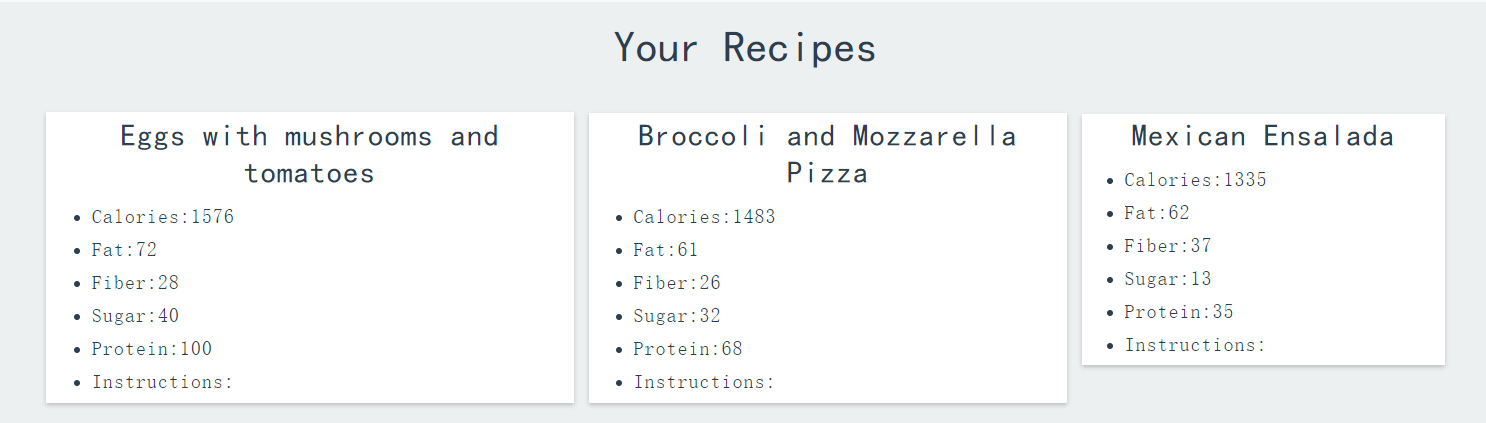 Your Recipes
Eggs with mushrooms and
tomatoes
Calories:1576
Fat:72
Fiber:28
Sugar:40
Protein:100
Instructions:
Broccoli and Mozzarella
Pizza
Calories:1483
Fat:61
Fiber:26
Sugar:32
Protein:68
Instructions:
Mexican Ensalada
Calories:1335
Fat:62
Fiber:37
Sugar:13
Protein:35
Instructions: